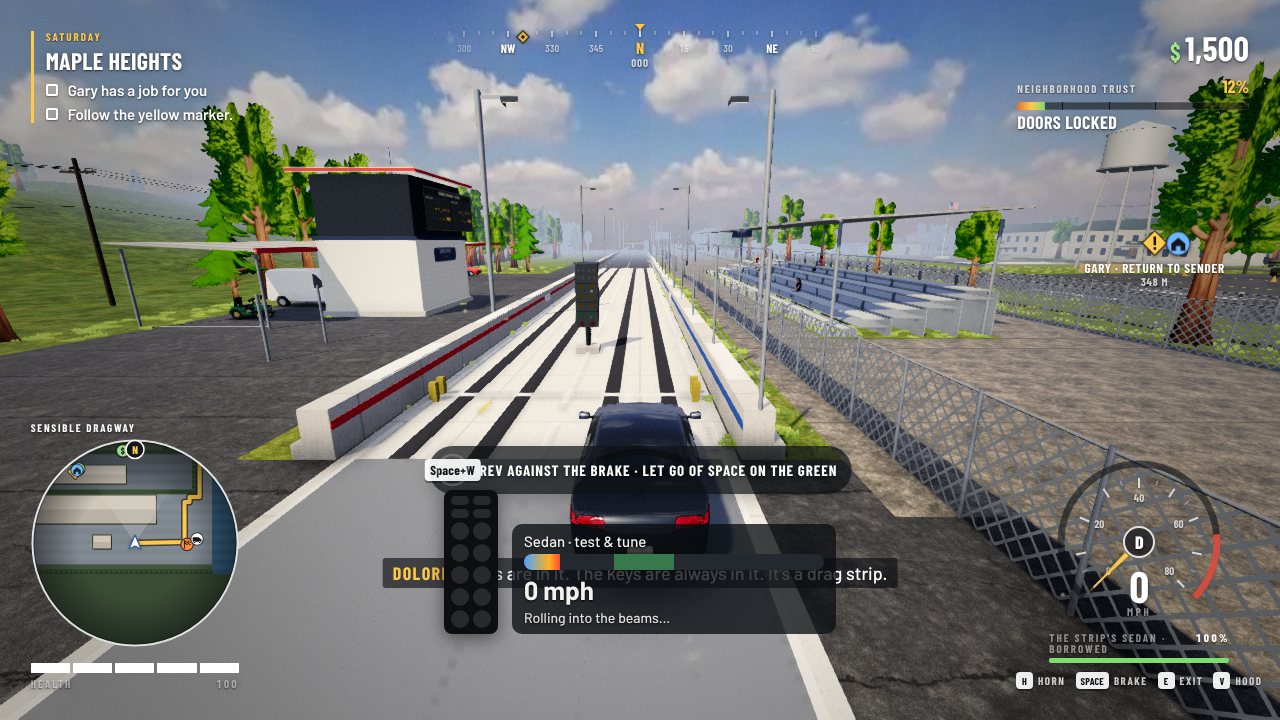 SATURDAY
MAPLE HEIGHTS
Gary has a job for you
Follow the yellow marker.
300 NW 330 345 N 15 30 NE 60
000
$1,500
NEIGHBORHOOD TRUST 12%
DOORS LOCKED
GARY · RETURN TO SENDER
348 M
SENSIBLE DRAGWAY
$ N
HEALTH 100
Space+W REV AGAINST THE BRAKE · LET GO OF SPACE ON THE GREEN
Sedan · test & tune
are in it. The keys are always in it. It's a drag strip.
0 mph
Rolling into the beams...
20 40 60 80
D
0
MPH
THE STRIP'S SEDAN · BORROWED 100%
H HORN SPACE BRAKE E EXIT V HOOD